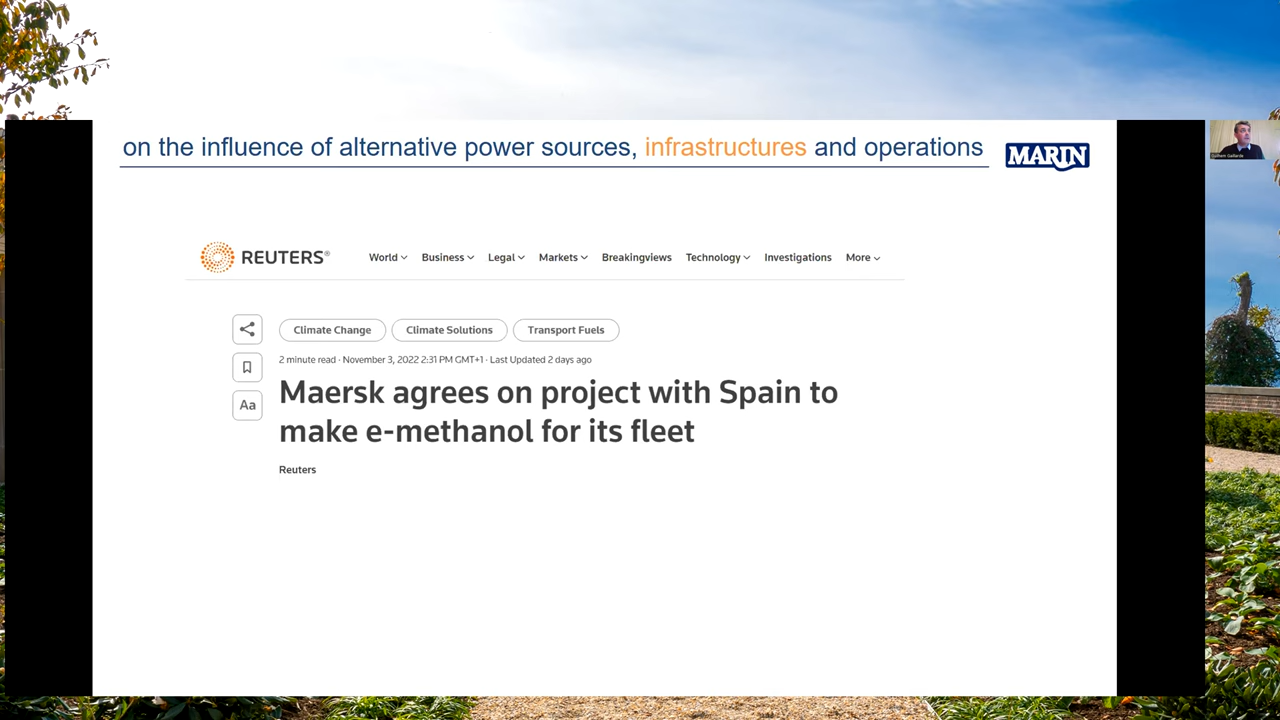 on the influence of alternative power sources, infrastructures and operations
MARIN
REUTERS®
World Business Legal Markets Breakingviews Technology Investigations More
Climate Change Climate Solutions Transport Fuels
2 minute read · November 3, 2022 2:31 PM GMT+1 · Last Updated 2 days ago
Aa
Maersk agrees on project with Spain to
make e-methanol for its fleet
Reuters